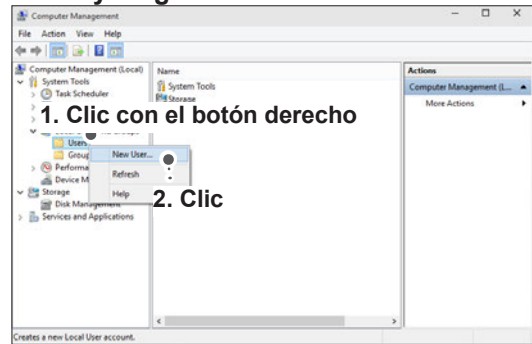 Computer Management
File Action View Help
Computer Management (Local)
System Tools
Task Scheduler
Users
Group
Performa
Device M
Storage
Disk Management
Services and Applications
Name
System Tools
Storage
1. Clic con el botón derecho
New User...
Refresh
Help
2. Clic
Actions
Computer Management (L...
More Actions
Creates a new Local User account.